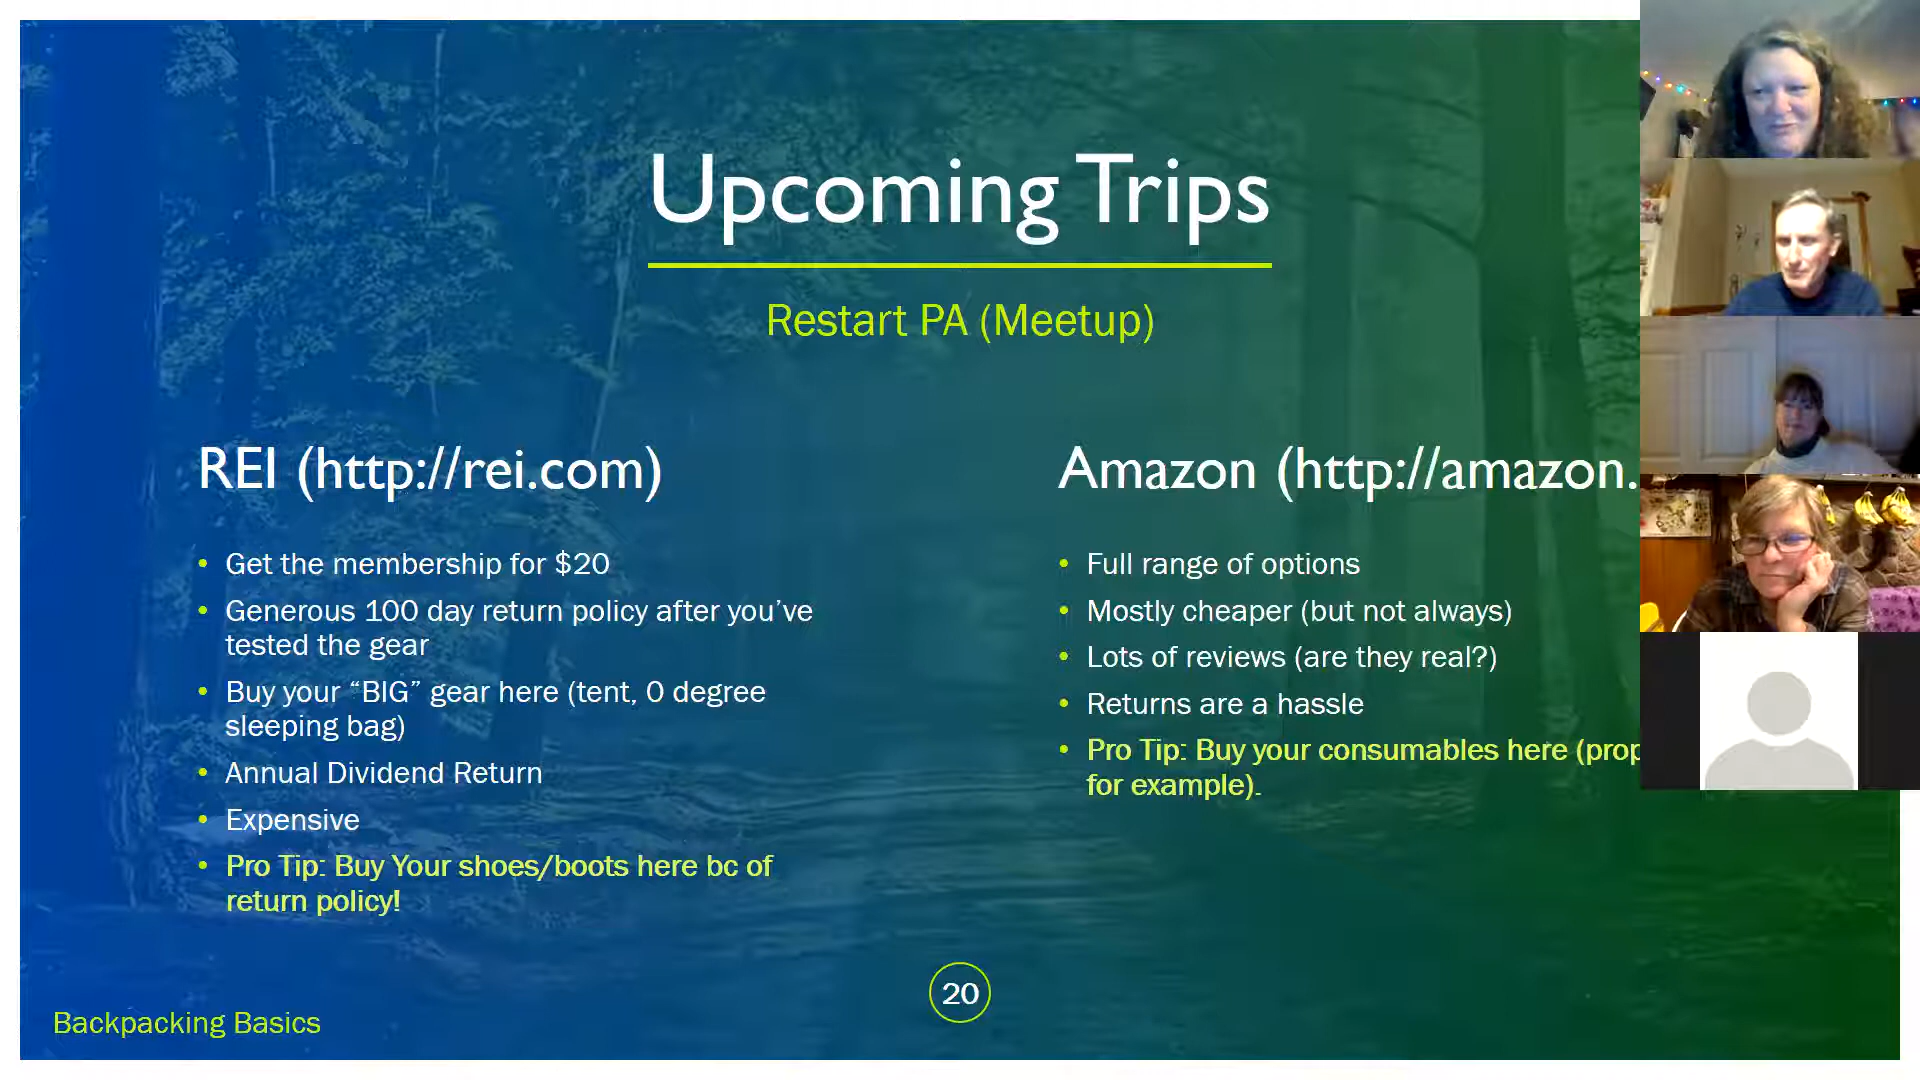 Upcoming Trips
Restart PA (Meetup)
REI (http://rei.com)
• Get the membership for $20
• Generous 100 day return policy after you’ve
tested the gear
• Buy your “BIG” gear here (tent, 0 degree
sleeping bag)
• Annual Dividend Return
• Expensive
• Pro Tip: Buy Your shoes/boots here bc of
return policy!
Amazon (http://amazon.
• Full range of options
• Mostly cheaper (but not always)
• Lots of reviews (are they real?)
• Returns are a hassle
• Pro Tip: Buy your consumables here (prop
for example).
20
Backpacking Basics